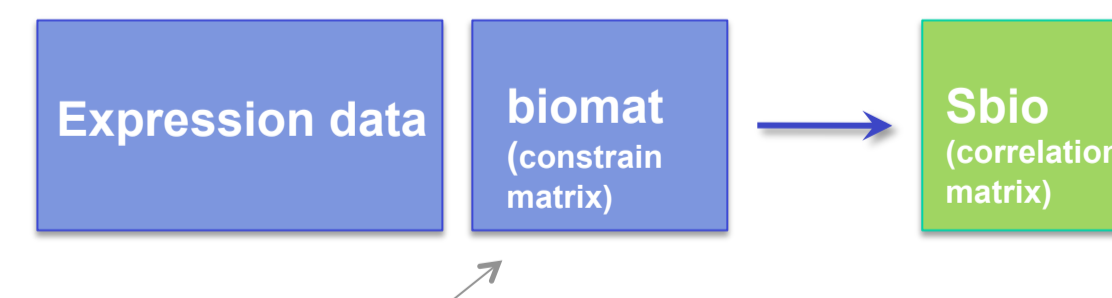 Expression data
biomat
(constrain
matrix)
Sbio
(correlation
matrix)